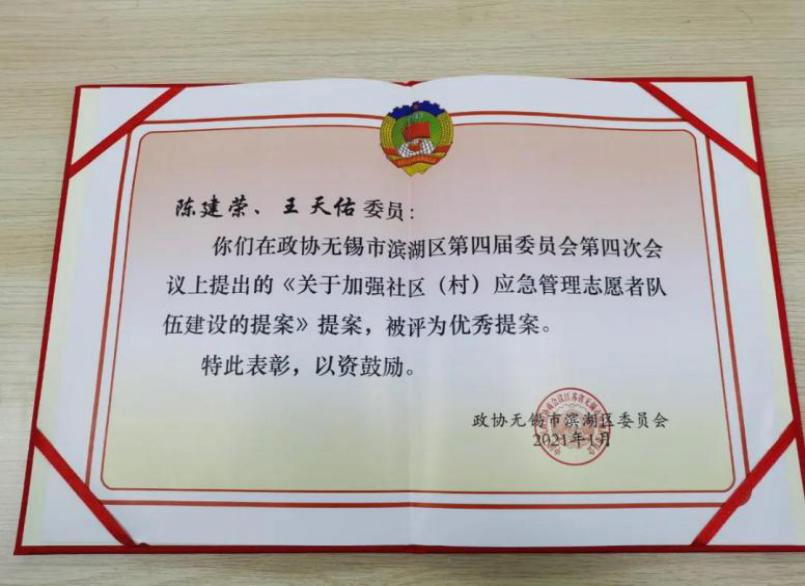 陈建荣、王天佑委员：
你们在政协无锡市滨湖区第四届委员会第四次会
议上提出的《关于加强社区（村）应急管理志愿者队
伍建设的提案》提案，被评为优秀提案。
特此表彰，以资鼓励。
政协无锡市滨湖区委员会
2021年1月